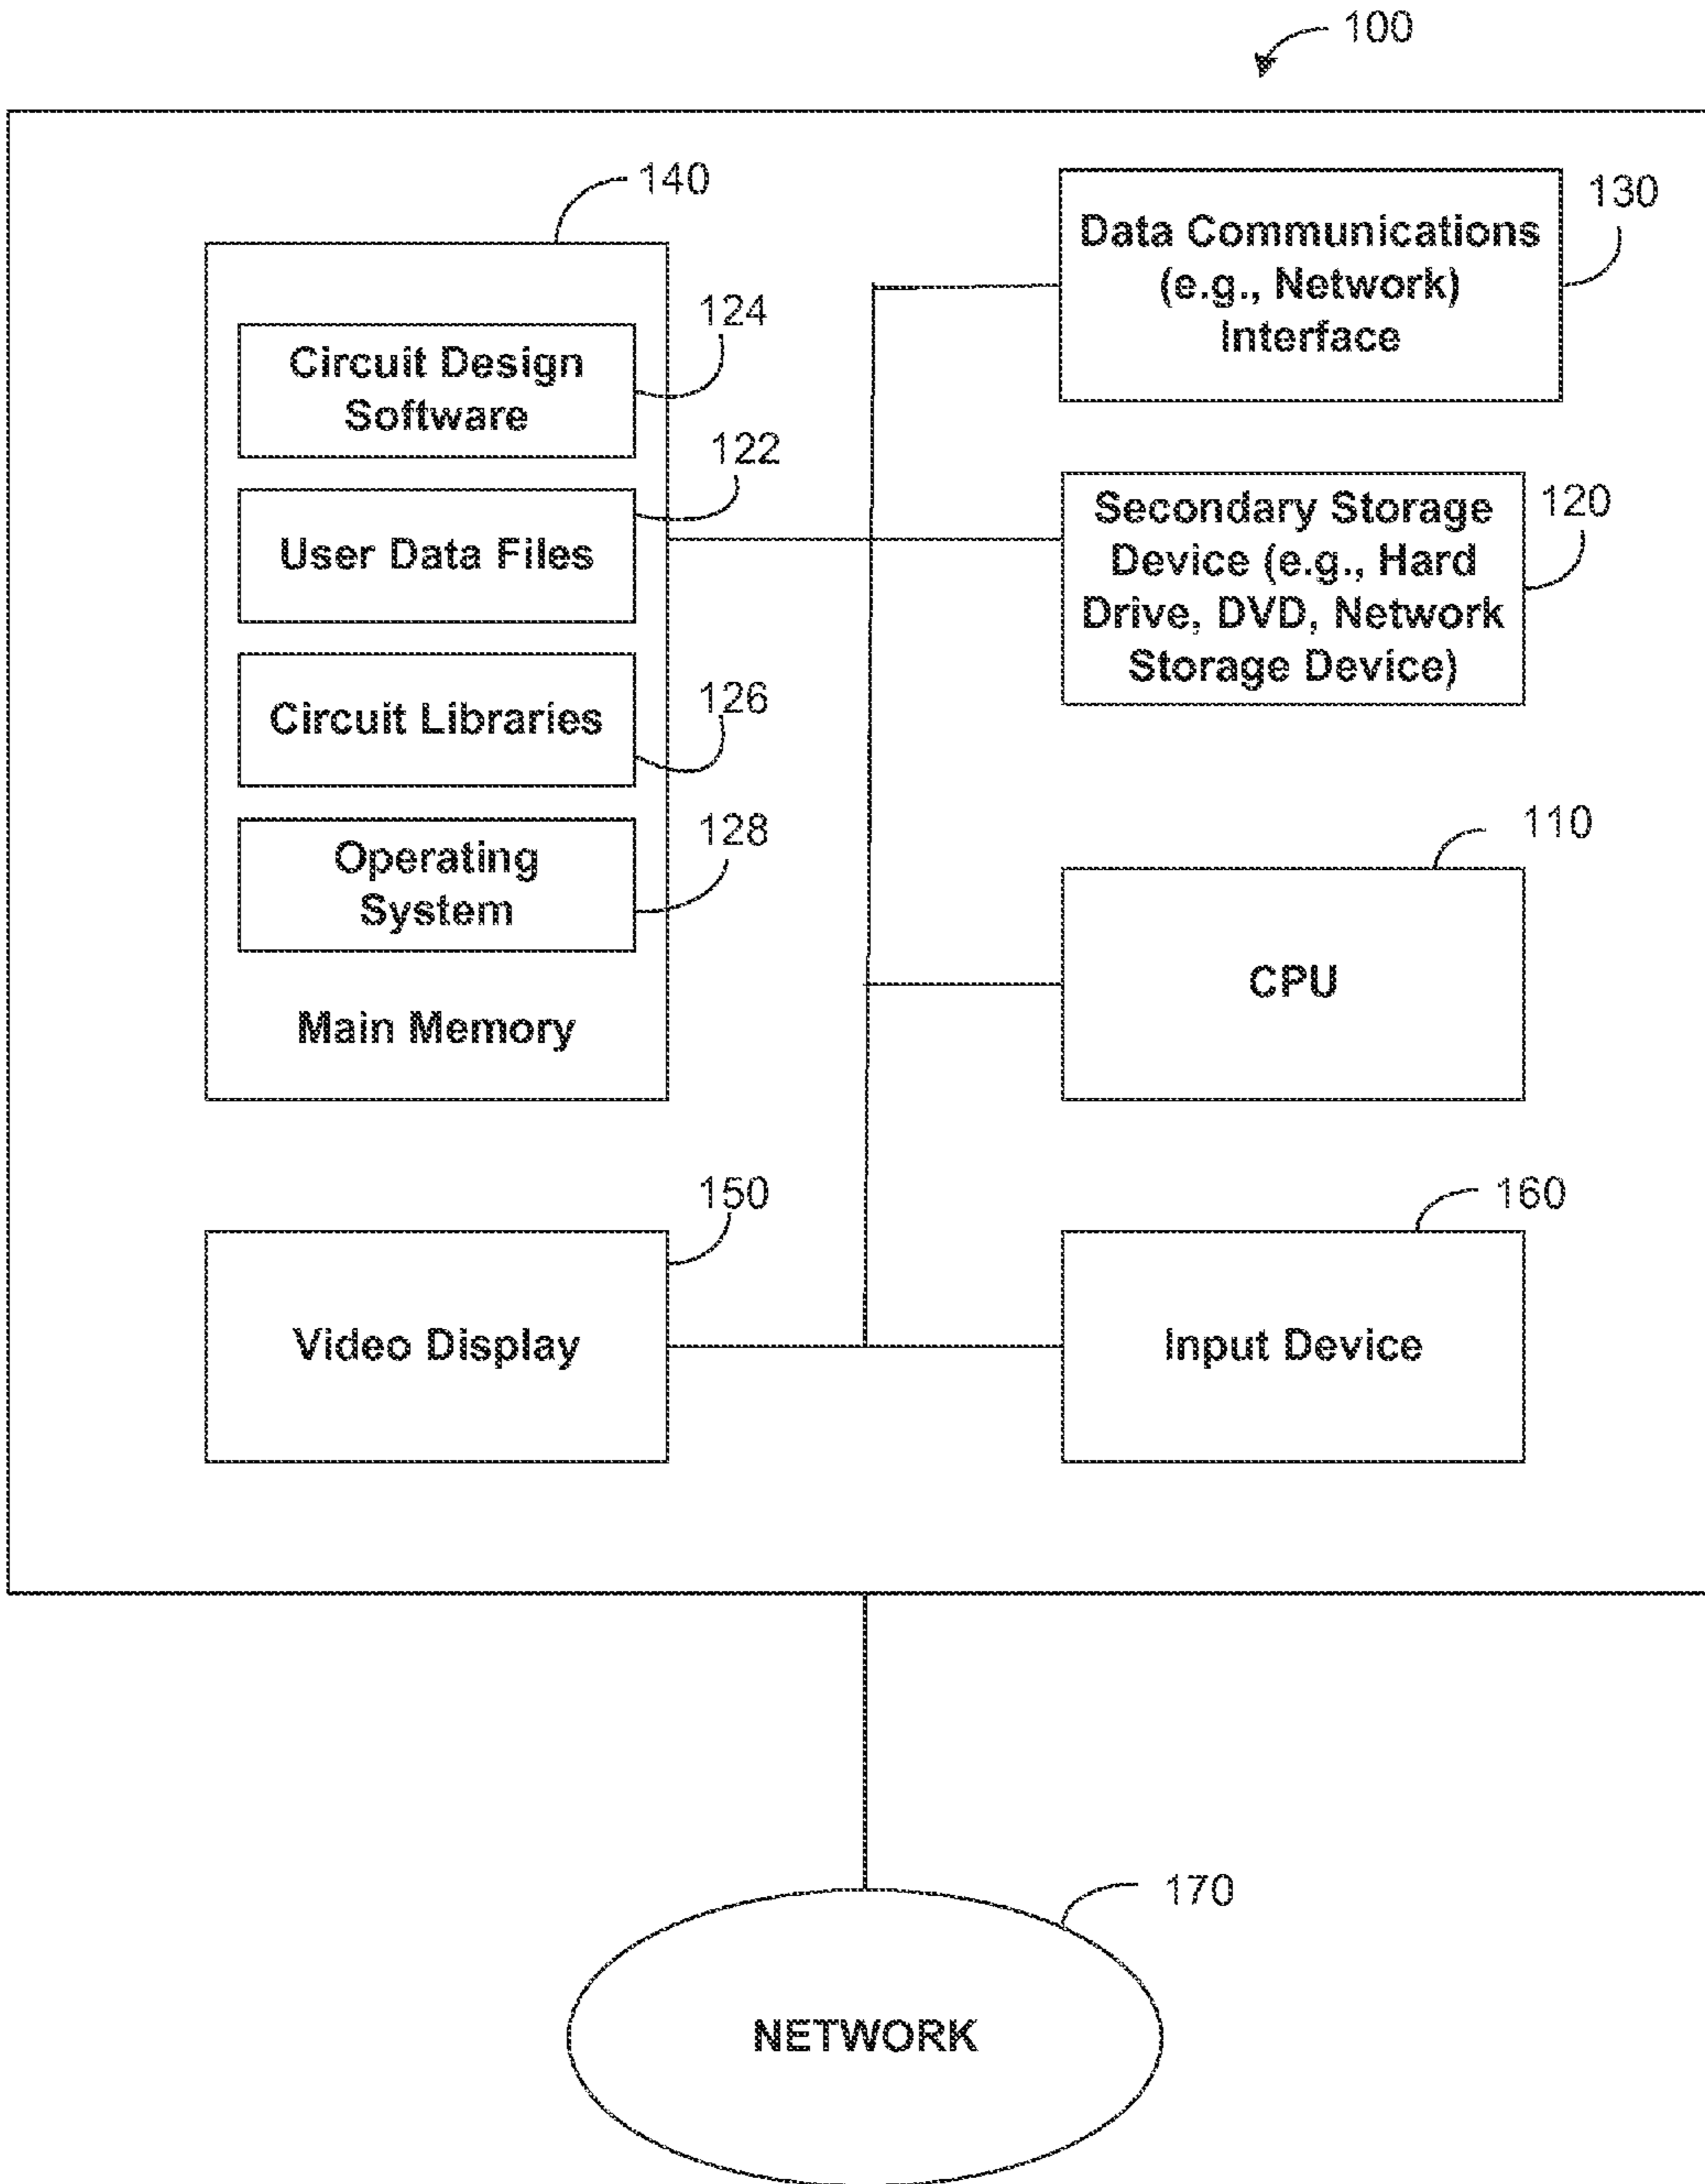 100
140
130
Data Communications
(e.g., Network)
Interface
124
Circuit Design
Software
122
User Data Files
120
Secondary Storage
Device (e.g., Hard
Drive, DVD, Network
Storage Device)
126
Circuit Libraries
128
Operating
System
Main Memory
110
CPU
150
Video Display
160
Input Device
170
NETWORK